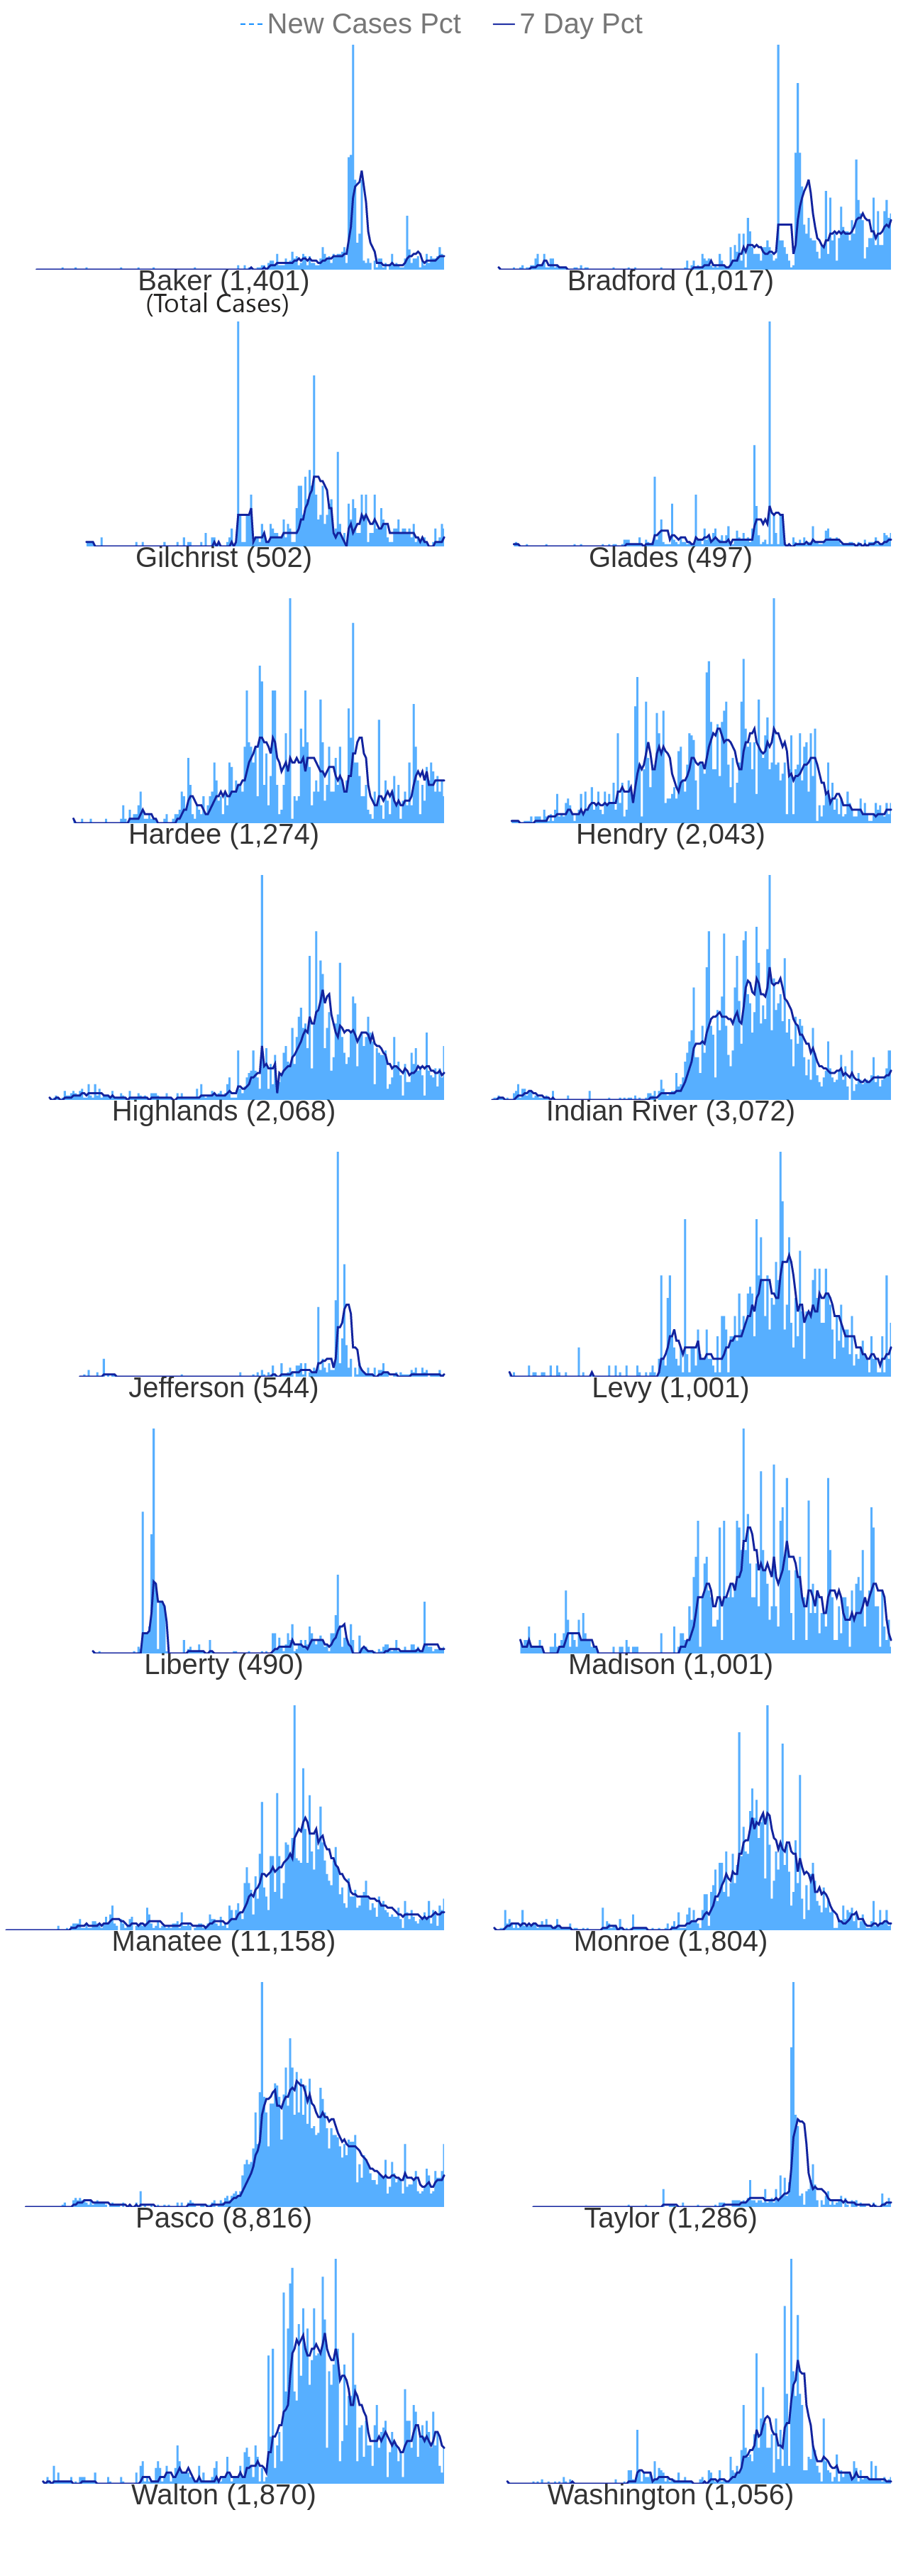 New Cases Pct 7 Day Pct
Baker (1,401) Bradford (1,017)
(Total Cases)
Gilchrist (502) Glades (497)
Hardee (1,274) Hendry (2,043)
Highlands (2,068) Indian River (3,072)
Jefferson (544) Levy (1,001)
Liberty (490) Madison (1,001)
Manatee (11,158) Monroe (1,804)
Pasco (8,816) Taylor (1,286)
Walton (1,870) Washington (1,056)